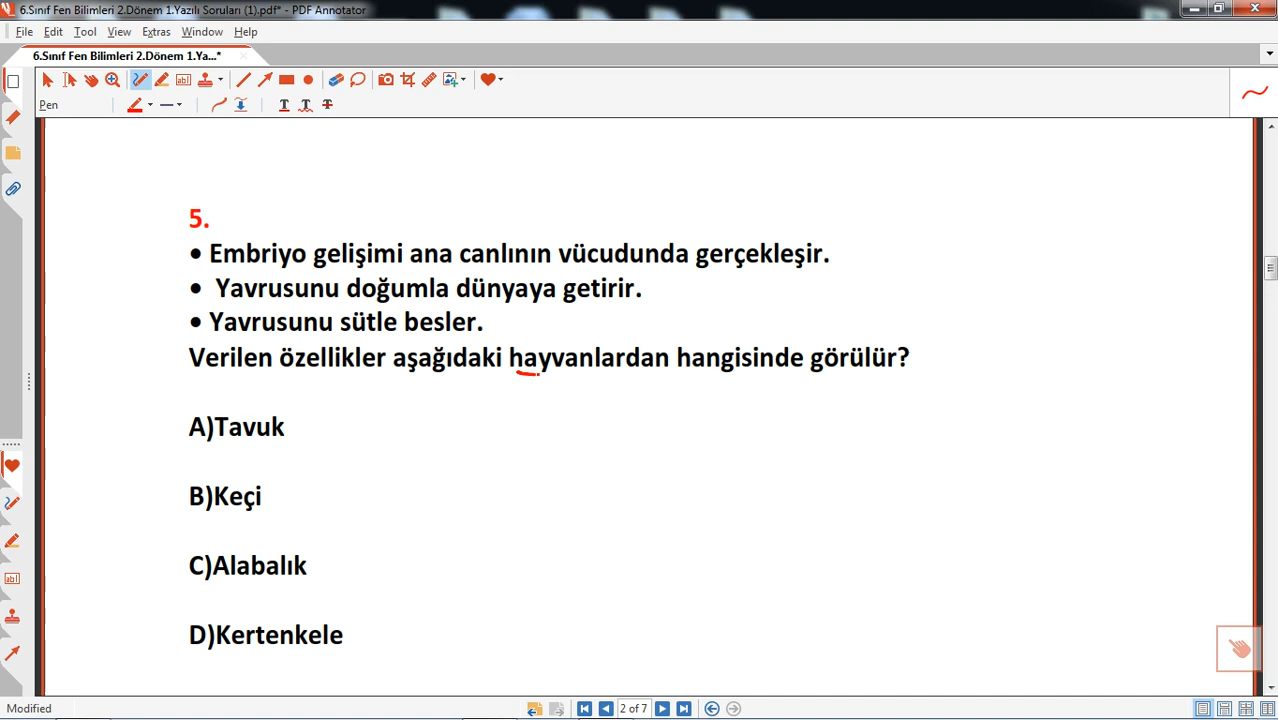 6.Sınıf Fen Bilimleri 2.Dönem 1.Yazılı Soruları (1).pdf* - PDF Annotator
File Edit Tool View Extras Window Help
6.Sınıf Fen Bilimleri 2.Dönem 1.Ya...*
Pen
5.
• Embriyo gelişimi ana canlının vücudunda gerçekleşir.
• Yavrusunu doğumla dünyaya getirir.
• Yavrusunu sütle besler.
Verilen özellikler aşağıdaki hayvanlardan hangisinde görülür?
A)Tavuk
B)Keçi
C)Alabalık
D)Kertenkele
Modified
2 of 7